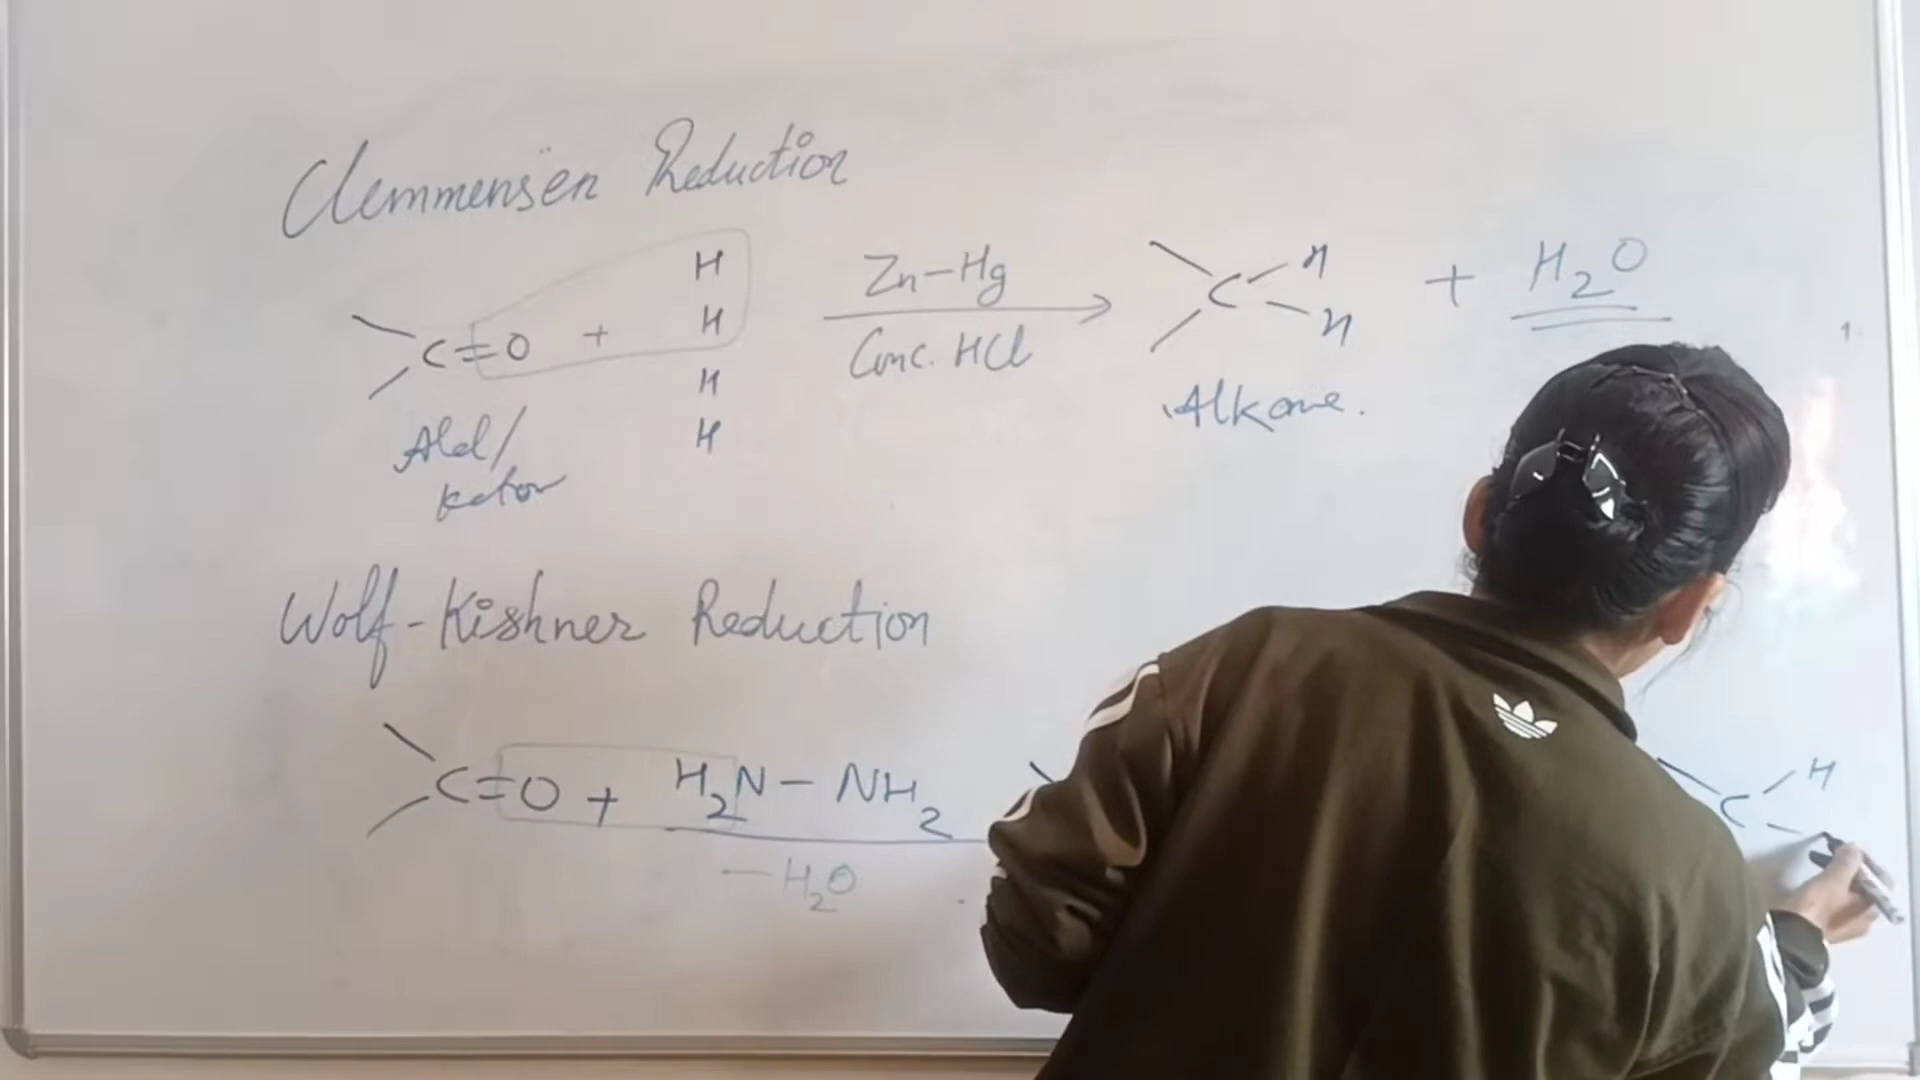 Clemmensen Reduction
C=O + H H H H Zn-Hg Conc. HCl C H H + H2O
Ald/ Alkane.
keton
Wolf-Kishner Reduction
C=O + H2N-NH2 C H
-H2O